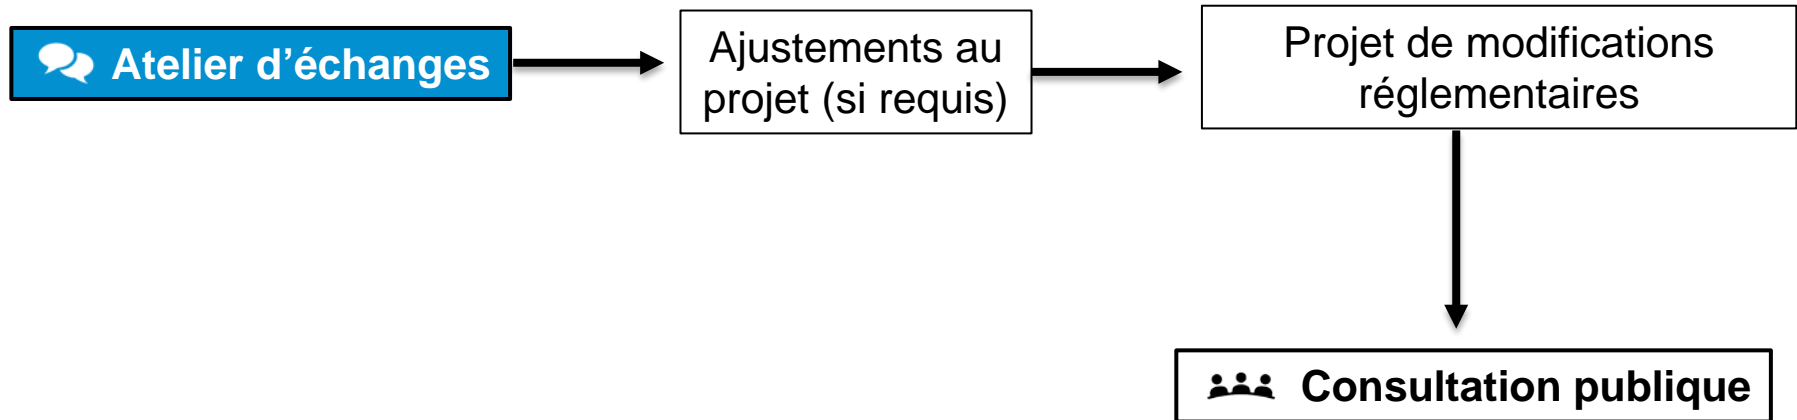 Atelier d’échanges
Ajustements au
projet (si requis)
Projet de modifications
réglementaires
Consultation publique